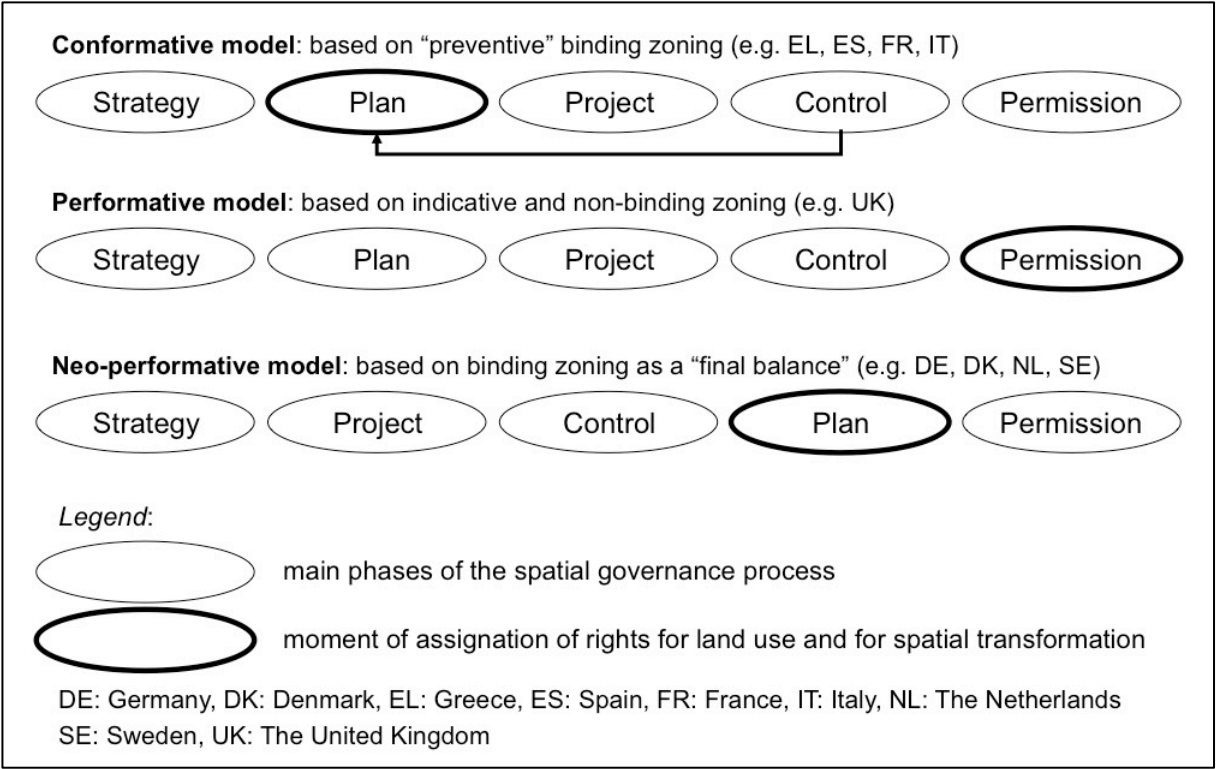 Conformative model: based on “preventive” binding zoning (e.g. EL, ES, FR, IT)
Strategy Plan Project Control Permission
Performative model: based on indicative and non-binding zoning (e.g. UK)
Strategy Plan Project Control Permission
Neo-performative model: based on binding zoning as a “final balance” (e.g. DE, DK, NL, SE)
Strategy Project Control Plan Permission
Legend:
main phases of the spatial governance process
moment of assignation of rights for land use and for spatial transformation
DE: Germany, DK: Denmark, EL: Greece, ES: Spain, FR: France, IT: Italy, NL: The Netherlands
SE: Sweden, UK: The United Kingdom